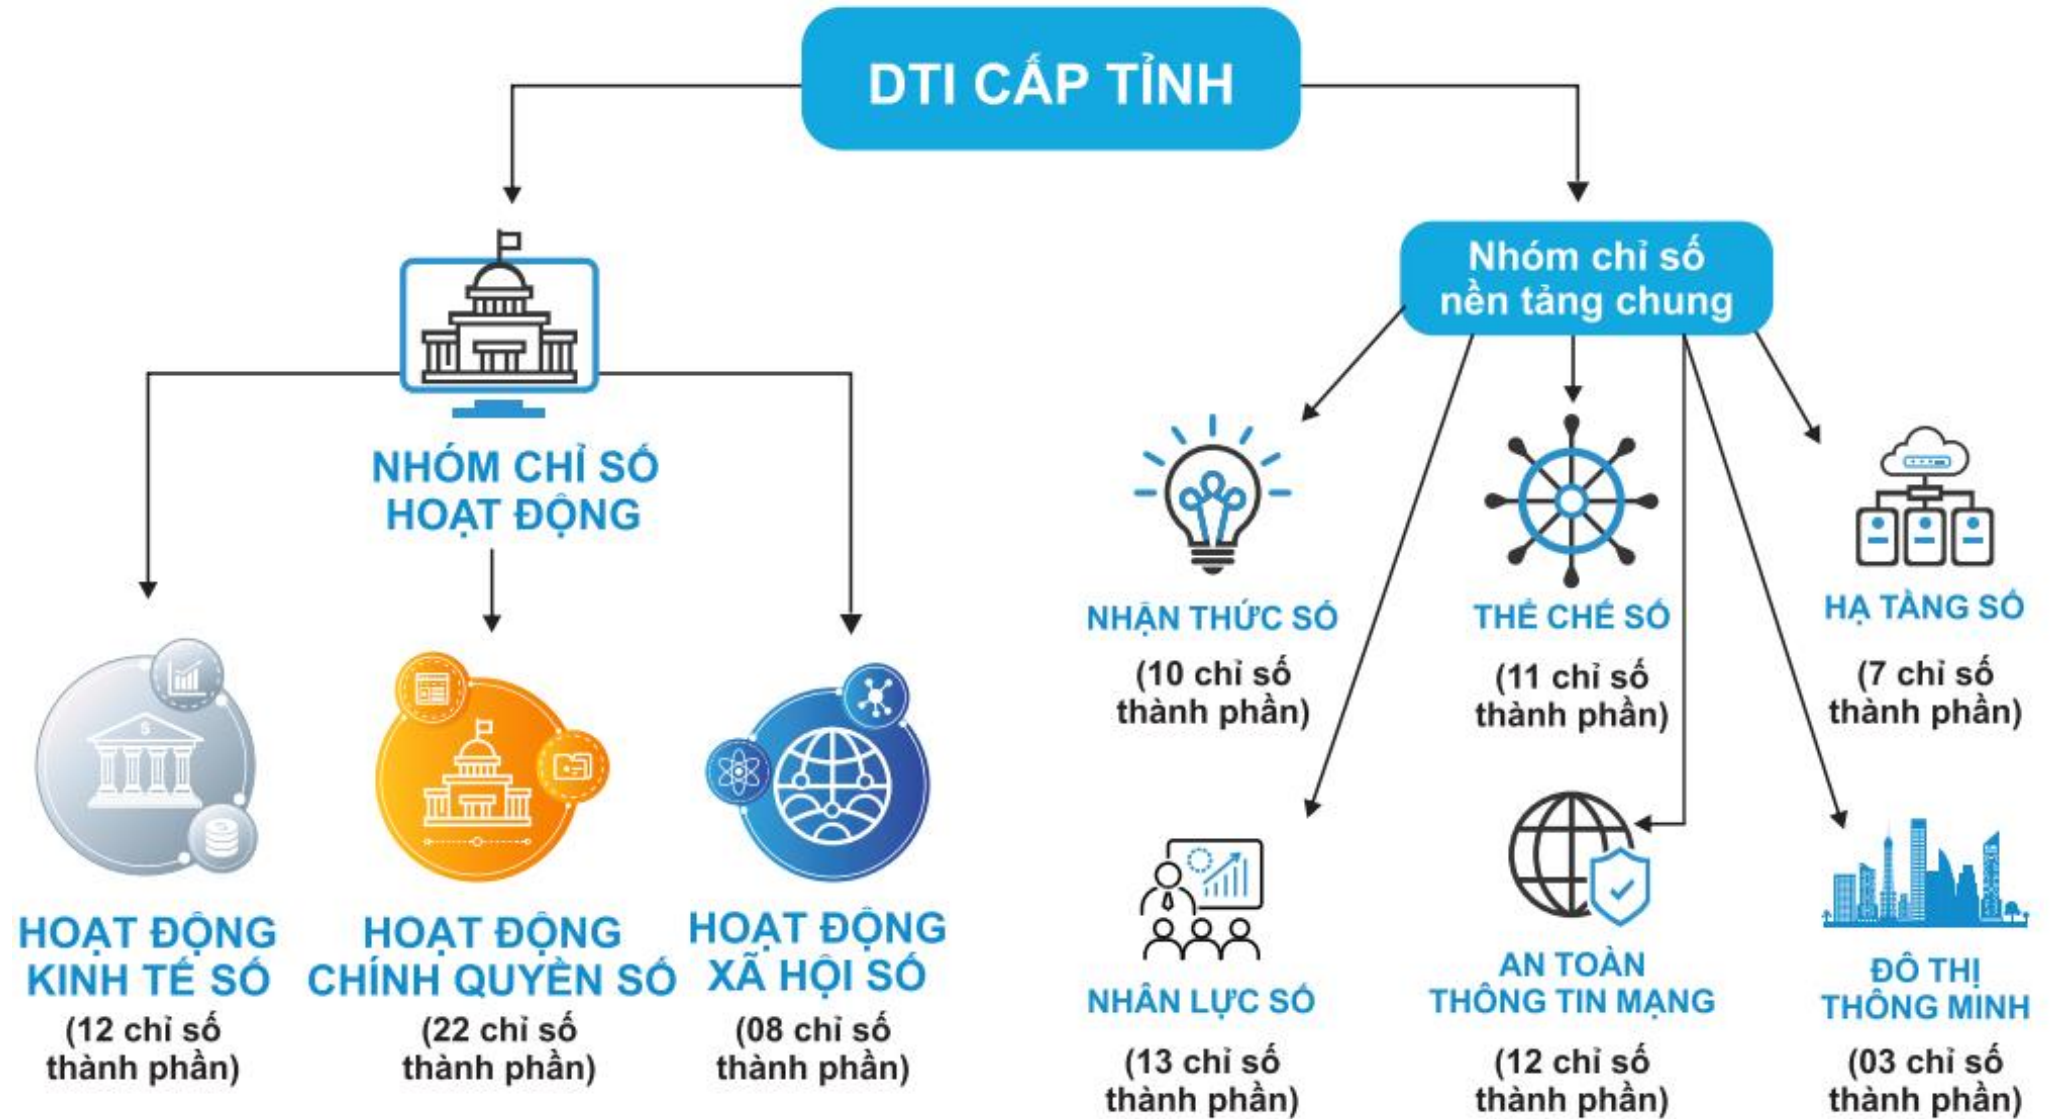 DTI CẤP TỈNH
NHÓM CHỈ SỐ
HOẠT ĐỘNG
HOẠT ĐỘNG
KINH TẾ SỐ
(12 chỉ số
thành phần)
HOẠT ĐỘNG
CHÍNH QUYỀN SỐ
(22 chỉ số
thành phần)
HOẠT ĐỘNG
XÃ HỘI SỐ
(08 chỉ số
thành phần)
Nhóm chỉ số
nền tảng chung
NHẬN THỨC SỐ
(10 chỉ số
thành phần)
THỂ CHẾ SỐ
(11 chỉ số
thành phần)
HẠ TẦNG SỐ
(7 chỉ số
thành phần)
NHÂN LỰC SỐ
(13 chỉ số
thành phần)
AN TOÀN
THÔNG TIN MẠNG
(12 chỉ số
thành phần)
ĐÔ THỊ
THÔNG MINH
(03 chỉ số
thành phần)